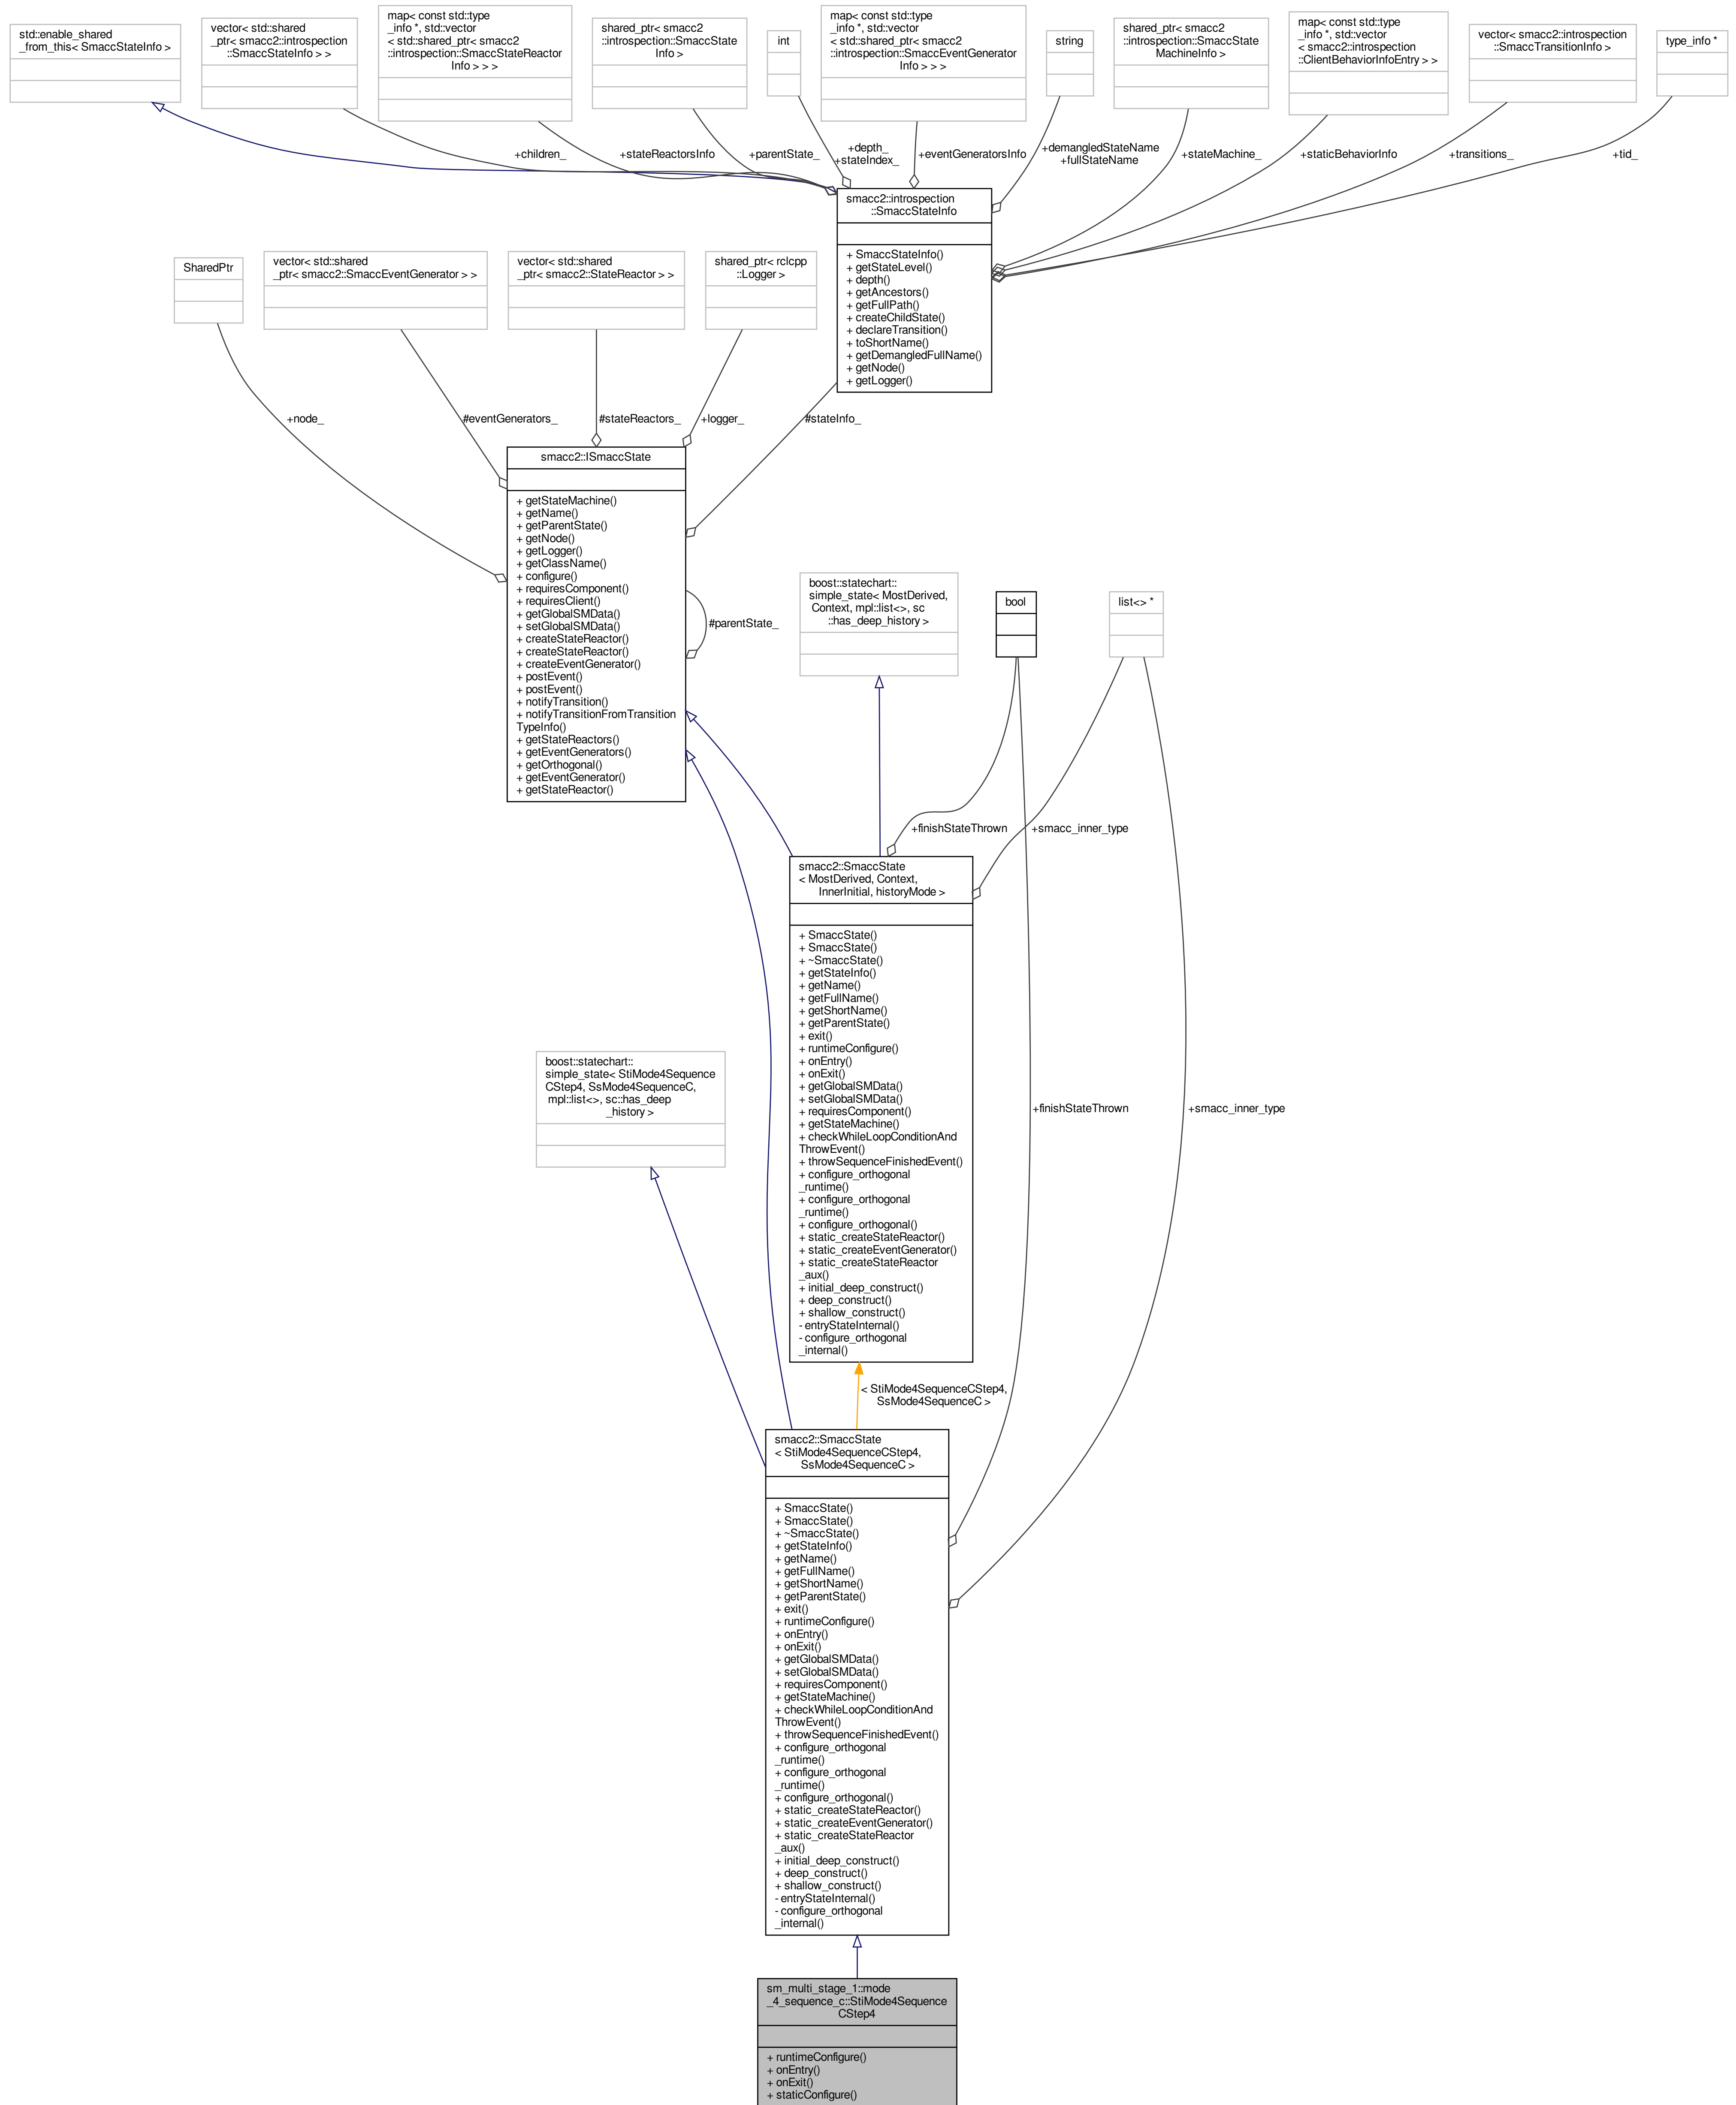 std::enable_shared
_from_this< SmaccStateInfo >
vector< std::shared
_ptr< smacc2::introspection
::SmaccStateInfo > >
map< const std::type
_info *, std::vector
< std::shared_ptr< smacc2
::introspection::SmaccStateReactor
Info > > >
shared_ptr< smacc2
::introspection::SmaccState
Info >
int
map< const std::type
_info *, std::vector
< std::shared_ptr< smacc2
::introspection::SmaccEventGenerator
Info > > >
string
shared_ptr< smacc2
::introspection::SmaccState
MachineInfo >
map< const std::type
_info *, std::vector
< smacc2::introspection
::ClientBehaviorInfoEntry > >
vector< smacc2::introspection
::SmaccTransitionInfo >
type_info *
+children_
+stateReactorsInfo
+parentState_
+depth_
+stateIndex_
+eventGeneratorsInfo
+demangledStateName
+fullStateName
+stateMachine_
+staticBehaviorInfo
+transitions_
+tid_
smacc2::introspection
::SmaccStateInfo
+ SmaccStateInfo()
+ getStateLevel()
+ depth()
+ getAncestors()
+ getFullPath()
+ createChildState()
+ declareTransition()
+ toShortName()
+ getDemangledFullName()
+ getNode()
+ getLogger()
SharedPtr
vector< std::shared
_ptr< smacc2::SmaccEventGenerator > >
vector< std::shared
_ptr< smacc2::StateReactor > >
shared_ptr< rclcpp
::Logger >
+node_
#eventGenerators_
#stateReactors_
+logger_
#stateInfo_
smacc2::ISmaccState
+ getStateMachine()
+ getName()
+ getParentState()
+ getNode()
+ getLogger()
+ getClassName()
+ configure()
+ requiresComponent()
+ requiresClient()
+ getGlobalSMData()
+ setGlobalSMData()
+ createStateReactor()
+ createStateReactor()
+ createEventGenerator()
+ postEvent()
+ postEvent()
+ notifyTransition()
+ notifyTransitionFromTransition
TypeInfo()
+ getStateReactors()
+ getEventGenerators()
+ getOrthogonal()
+ getEventGenerator()
+ getStateReactor()
#parentState_
boost::statechart::
simple_state< MostDerived,
Context, mpl::list<>, sc
::has_deep_history >
bool
list<> *
+finishStateThrown
+smacc_inner_type
smacc2::SmaccState
< MostDerived, Context,
InnerInitial, historyMode >
+ SmaccState()
+ SmaccState()
+ ~SmaccState()
+ getStateInfo()
+ getName()
+ getFullName()
+ getShortName()
+ getParentState()
+ exit()
+ runtimeConfigure()
+ onEntry()
+ onExit()
+ getGlobalSMData()
+ setGlobalSMData()
+ requiresComponent()
+ getStateMachine()
+ checkWhileLoopConditionAnd
ThrowEvent()
+ throwSequenceFinishedEvent()
+ configure_orthogonal
_runtime()
+ configure_orthogonal
_runtime()
+ configure_orthogonal()
+ static_createStateReactor()
+ static_createEventGenerator()
+ static_createStateReactor
_aux()
+ initial_deep_construct()
+ deep_construct()
+ shallow_construct()
- entryStateInternal()
- configure_orthogonal
_internal()
boost::statechart::
simple_state< StiMode4Sequence
CStep4, SsMode4SequenceC,
mpl::list<>, sc::has_deep
_history >
+finishStateThrown
+smacc_inner_type
< StiMode4SequenceCStep4,
SsMode4SequenceC >
smacc2::SmaccState
< StiMode4SequenceCStep4,
SsMode4SequenceC >
+ SmaccState()
+ SmaccState()
+ ~SmaccState()
+ getStateInfo()
+ getName()
+ getFullName()
+ getShortName()
+ getParentState()
+ exit()
+ runtimeConfigure()
+ onEntry()
+ onExit()
+ getGlobalSMData()
+ setGlobalSMData()
+ requiresComponent()
+ getStateMachine()
+ checkWhileLoopConditionAnd
ThrowEvent()
+ throwSequenceFinishedEvent()
+ configure_orthogonal
_runtime()
+ configure_orthogonal
_runtime()
+ configure_orthogonal()
+ static_createStateReactor()
+ static_createEventGenerator()
+ static_createStateReactor
_aux()
+ initial_deep_construct()
+ deep_construct()
+ shallow_construct()
- entryStateInternal()
- configure_orthogonal
_internal()
sm_multi_stage_1::mode
_4_sequence_c::StiMode4Sequence
CStep4
+ runtimeConfigure()
+ onEntry()
+ onExit()
+ staticConfigure()